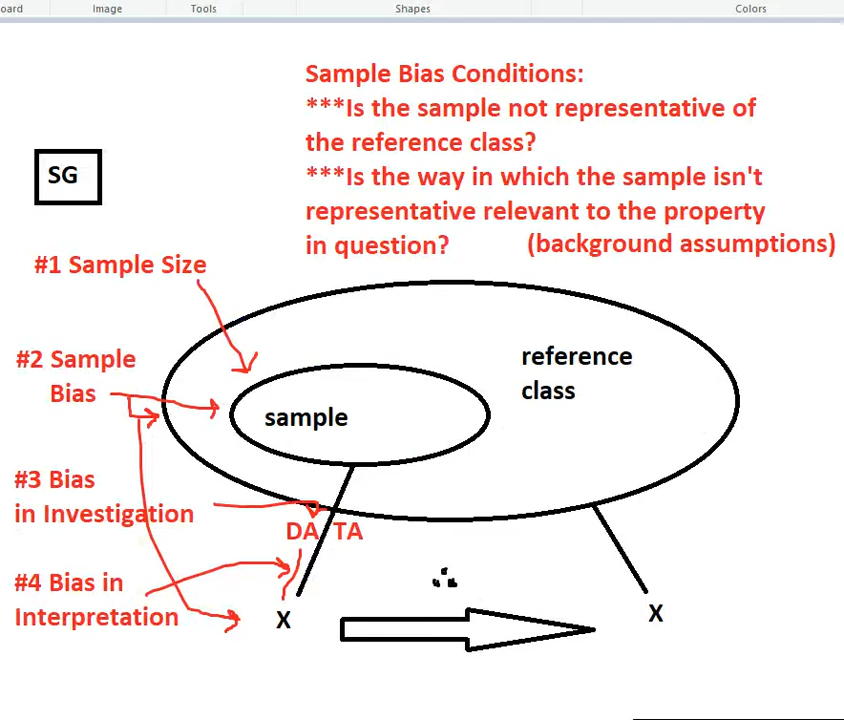 oard Image Tools Shapes Colors
Sample Bias Conditions:
***Is the sample not representative of
the reference class?
***Is the way in which the sample isn't
representative relevant to the property
in question? (background assumptions)
SG
#1 Sample Size
#2 Sample
Bias
reference
class
sample
#3 Bias
in Investigation
DATA
#4 Bias in
Interpretation
X
∴
X